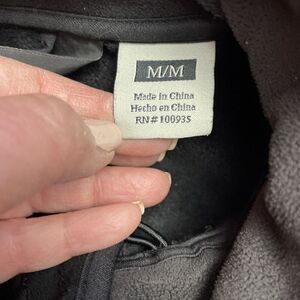 M/M
Made in China
Hecho en China
RN# 100935